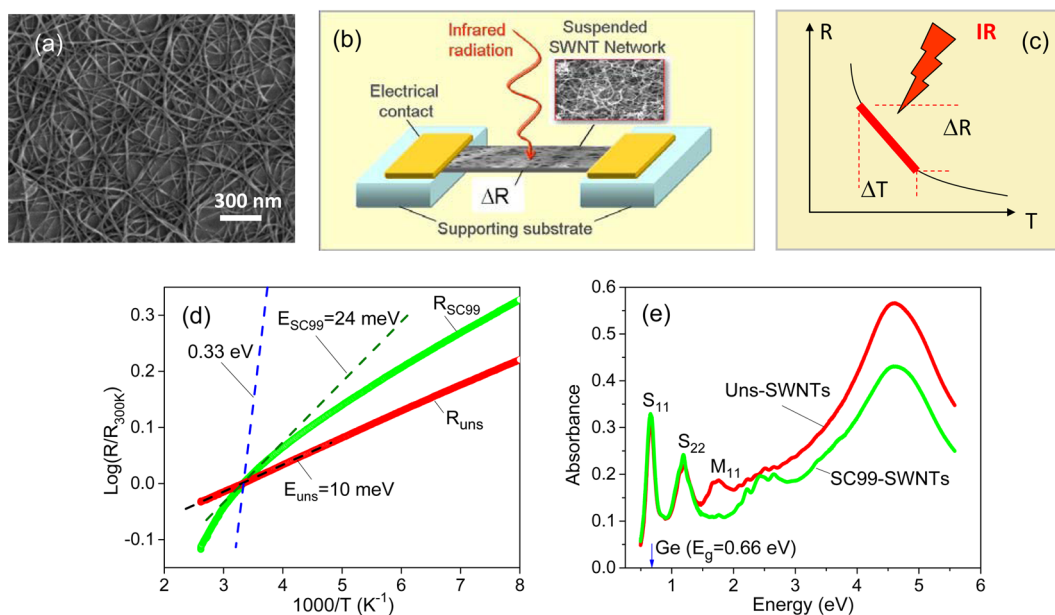 (a)
300 nm
(b)
Infrared
radiation
Suspended
SWNT Network
Electrical
contact
ΔR
Supporting substrate
(c)
R
IR
ΔR
ΔT
T
(d)
E_SC99=24 meV
R_SC99
0.33 eV
R_uns
E_uns=10 meV
Log(R/R_300K)
0.3
0.2
0.1
0.0
-0.1
2 3 4 5 6 7 8
1000/T (K⁻¹)
(e)
Uns-SWNTs
S₁₁
S₂₂
M₁₁
SC99-SWNTs
Ge (E_g=0.66 eV)
Absorbance
0.6
0.5
0.4
0.3
0.2
0.1
0.0
0 1 2 3 4 5 6
Energy (eV)